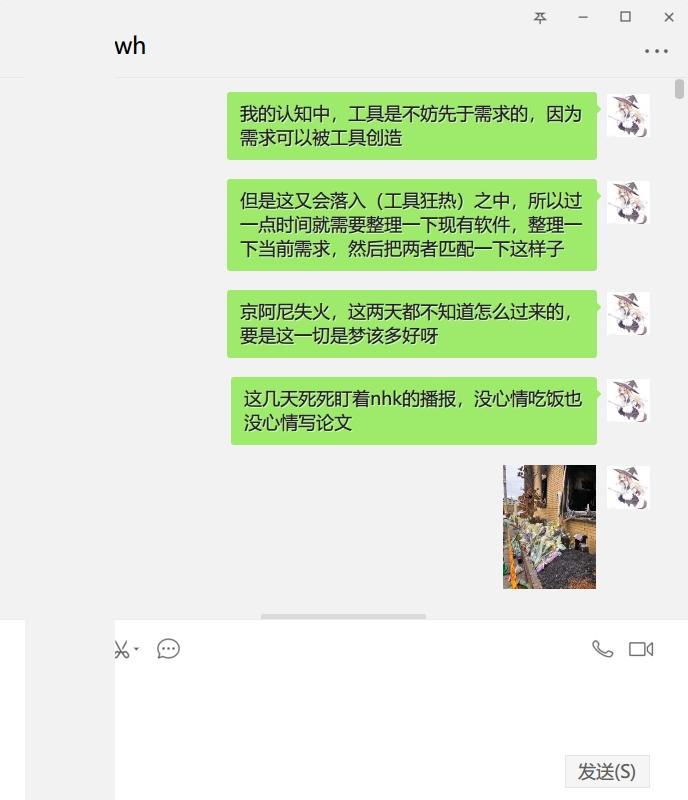 wh
我的认知中，工具是不妨先于需求的，因为
需求可以被工具创造
但是这又会落入（工具狂热）之中，所以过
一点时间就需要整理一下现有软件，整理一
下当前需求，然后把两者匹配一下这样子
京阿尼失火，这两天都不知道怎么过来的，
要是这一切是梦该多好呀
这几天死死盯着nhk的播报，没心情吃饭也
没心情写论文
发送(S)